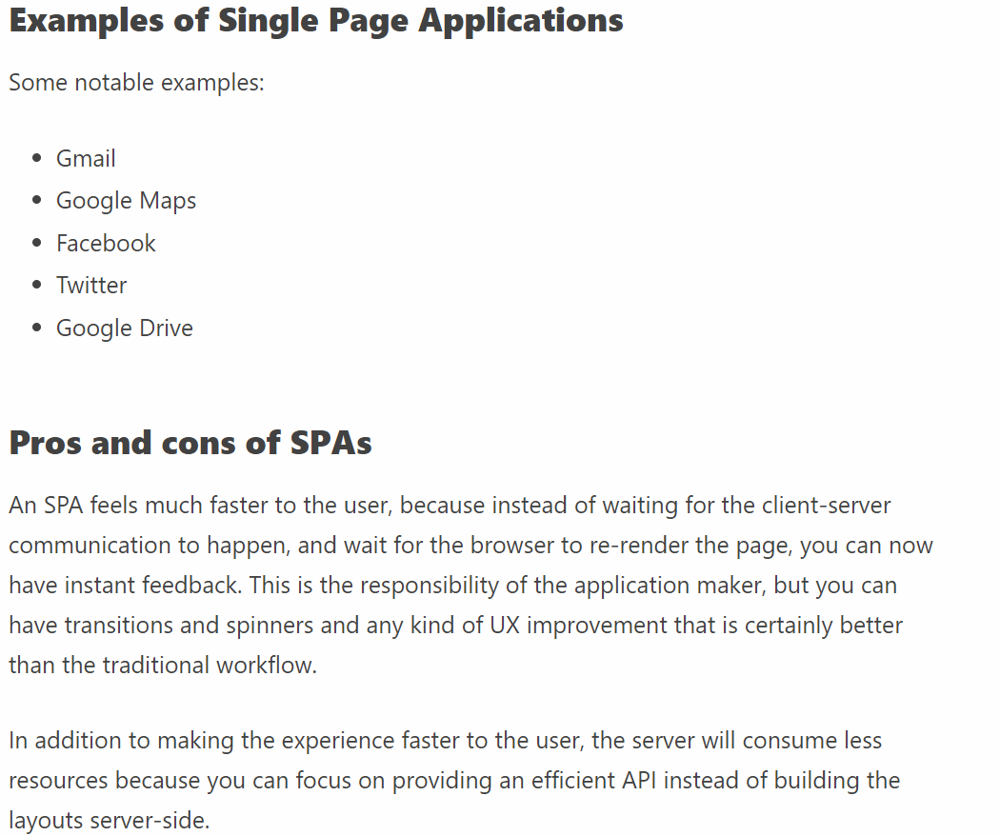 Examples of Single Page Applications
Some notable examples:
• Gmail
• Google Maps
• Facebook
• Twitter
• Google Drive
Pros and cons of SPAs
An SPA feels much faster to the user, because instead of waiting for the client-server
communication to happen, and wait for the browser to re-render the page, you can now
have instant feedback. This is the responsibility of the application maker, but you can
have transitions and spinners and any kind of UX improvement that is certainly better
than the traditional workflow.
In addition to making the experience faster to the user, the server will consume less
resources because you can focus on providing an efficient API instead of building the
layouts server-side.